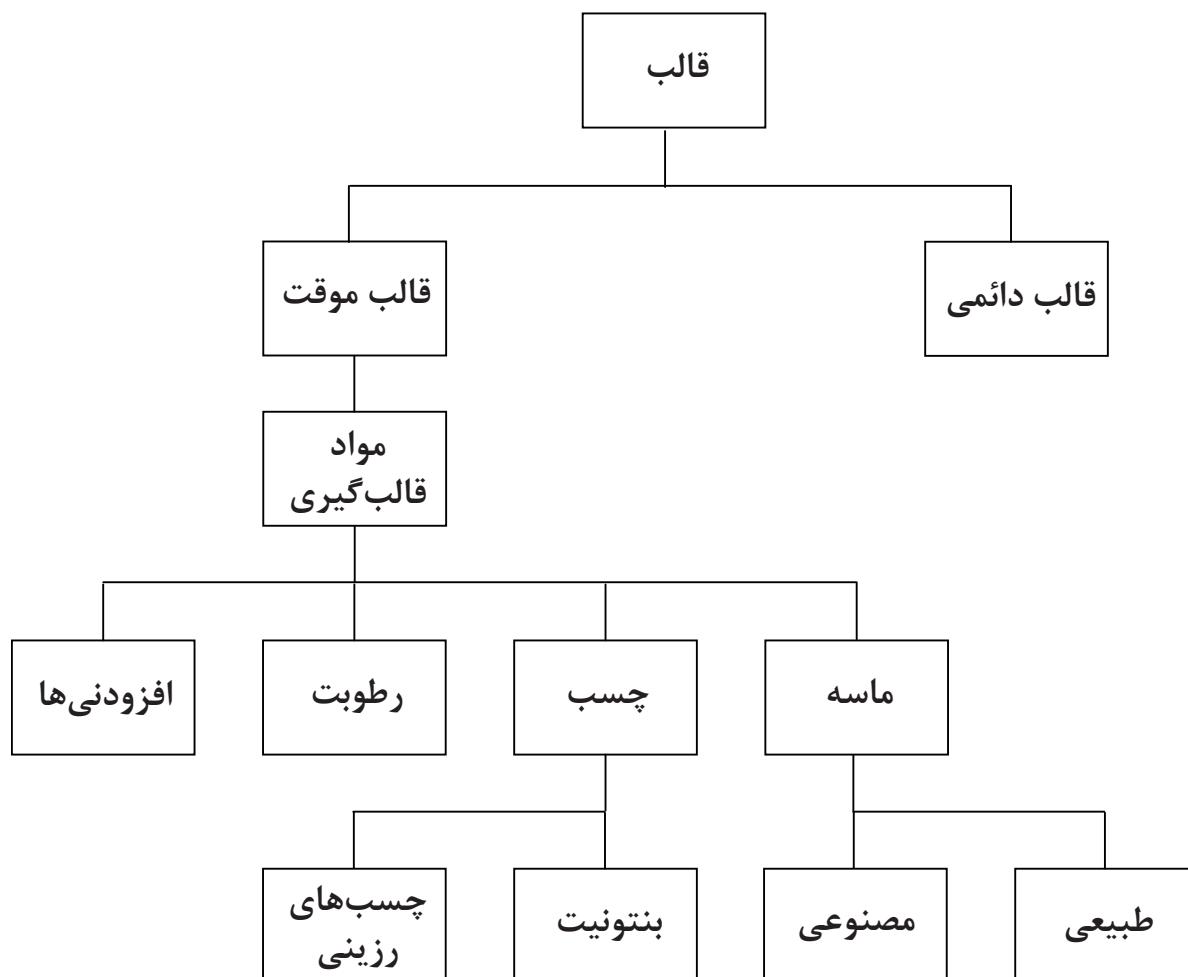 قالب
قالب دائمی
قالب موقت
مواد
قالب‌گیری
ماسه
چسب
رطوبت
افزودنی‌ها
طبیعی
مصنوعی
بنتونیت
چسب‌های
رزینی